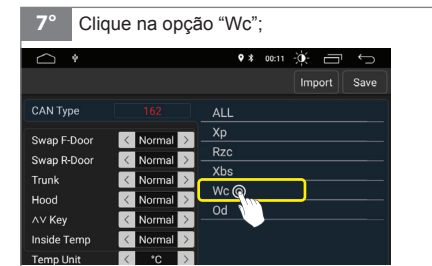 7° Clique na opção “Wc”;
00:11
Import Save
CAN Type 162 ALL
Xp
Swap F-Door < Normal > Rzc
Swap R-Door < Normal > Xbs
Trunk < Normal > Wc
Hood < Normal > Od
ΛV Key < Normal >
Inside Temp < Normal >
Temp Unit < °C >